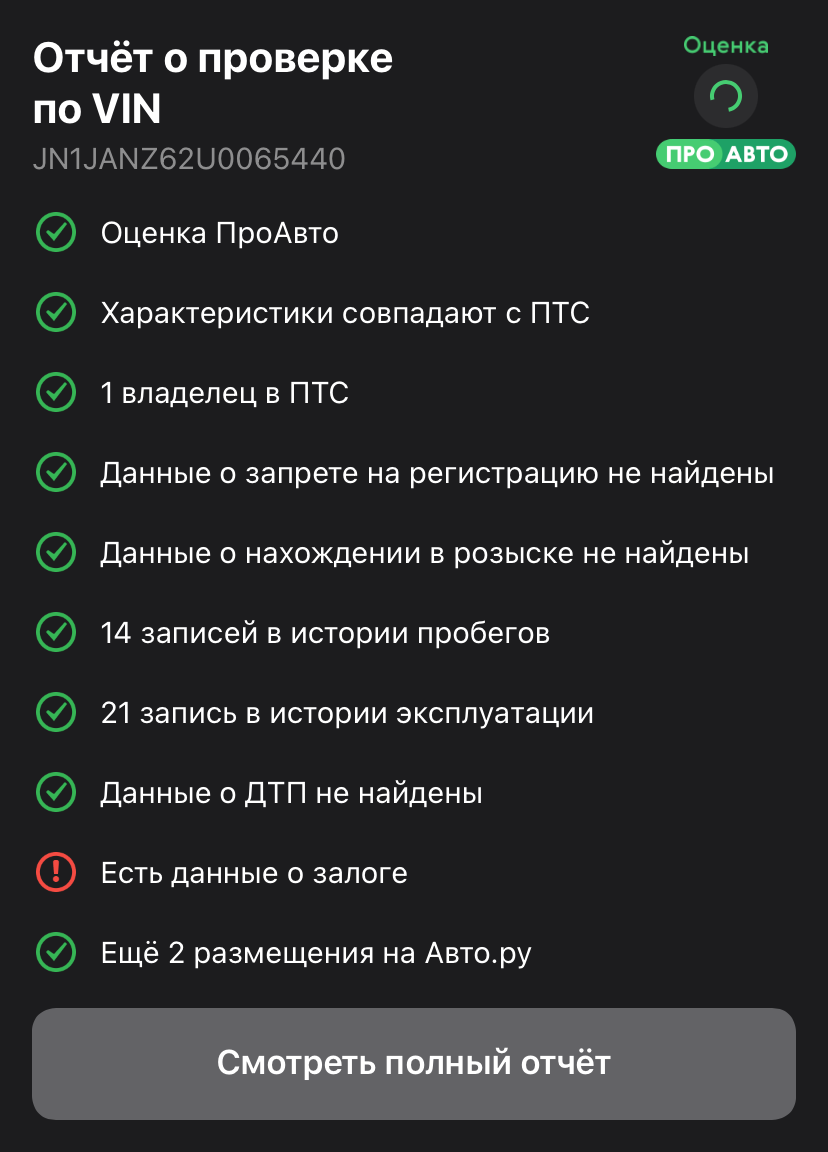 Отчёт о проверке
по VIN
JN1JANZ62U0065440
Оценка
ПРО АВТО
Оценка ПроАвто
Характеристики совпадают с ПТС
1 владелец в ПТС
Данные о запрете на регистрацию не найдены
Данные о нахождении в розыске не найдены
14 записей в истории пробегов
21 запись в истории эксплуатации
Данные о ДТП не найдены
Есть данные о залоге
Ещё 2 размещения на Авто.ру
Смотреть полный отчёт